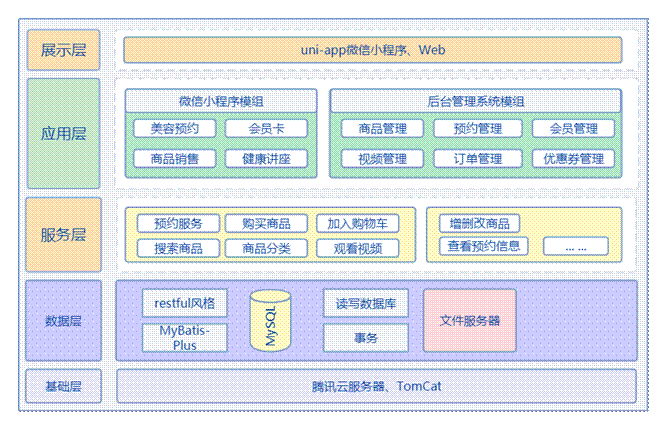 展示层
uni-app微信小程序、Web
应用层
微信小程序模组
美容预约
会员卡
商品销售
健康讲座
后台管理系统模组
商品管理
预约管理
会员管理
视频管理
订单管理
优惠券管理
服务层
预约服务
购买商品
加入购物车
搜索商品
商品分类
观看视频
增删改商品
查看预约信息
... ...
数据层
restful风格
MyBatis-
Plus
MySQL
读写数据库
事务
文件服务器
基础层
腾讯云服务器、TomCat